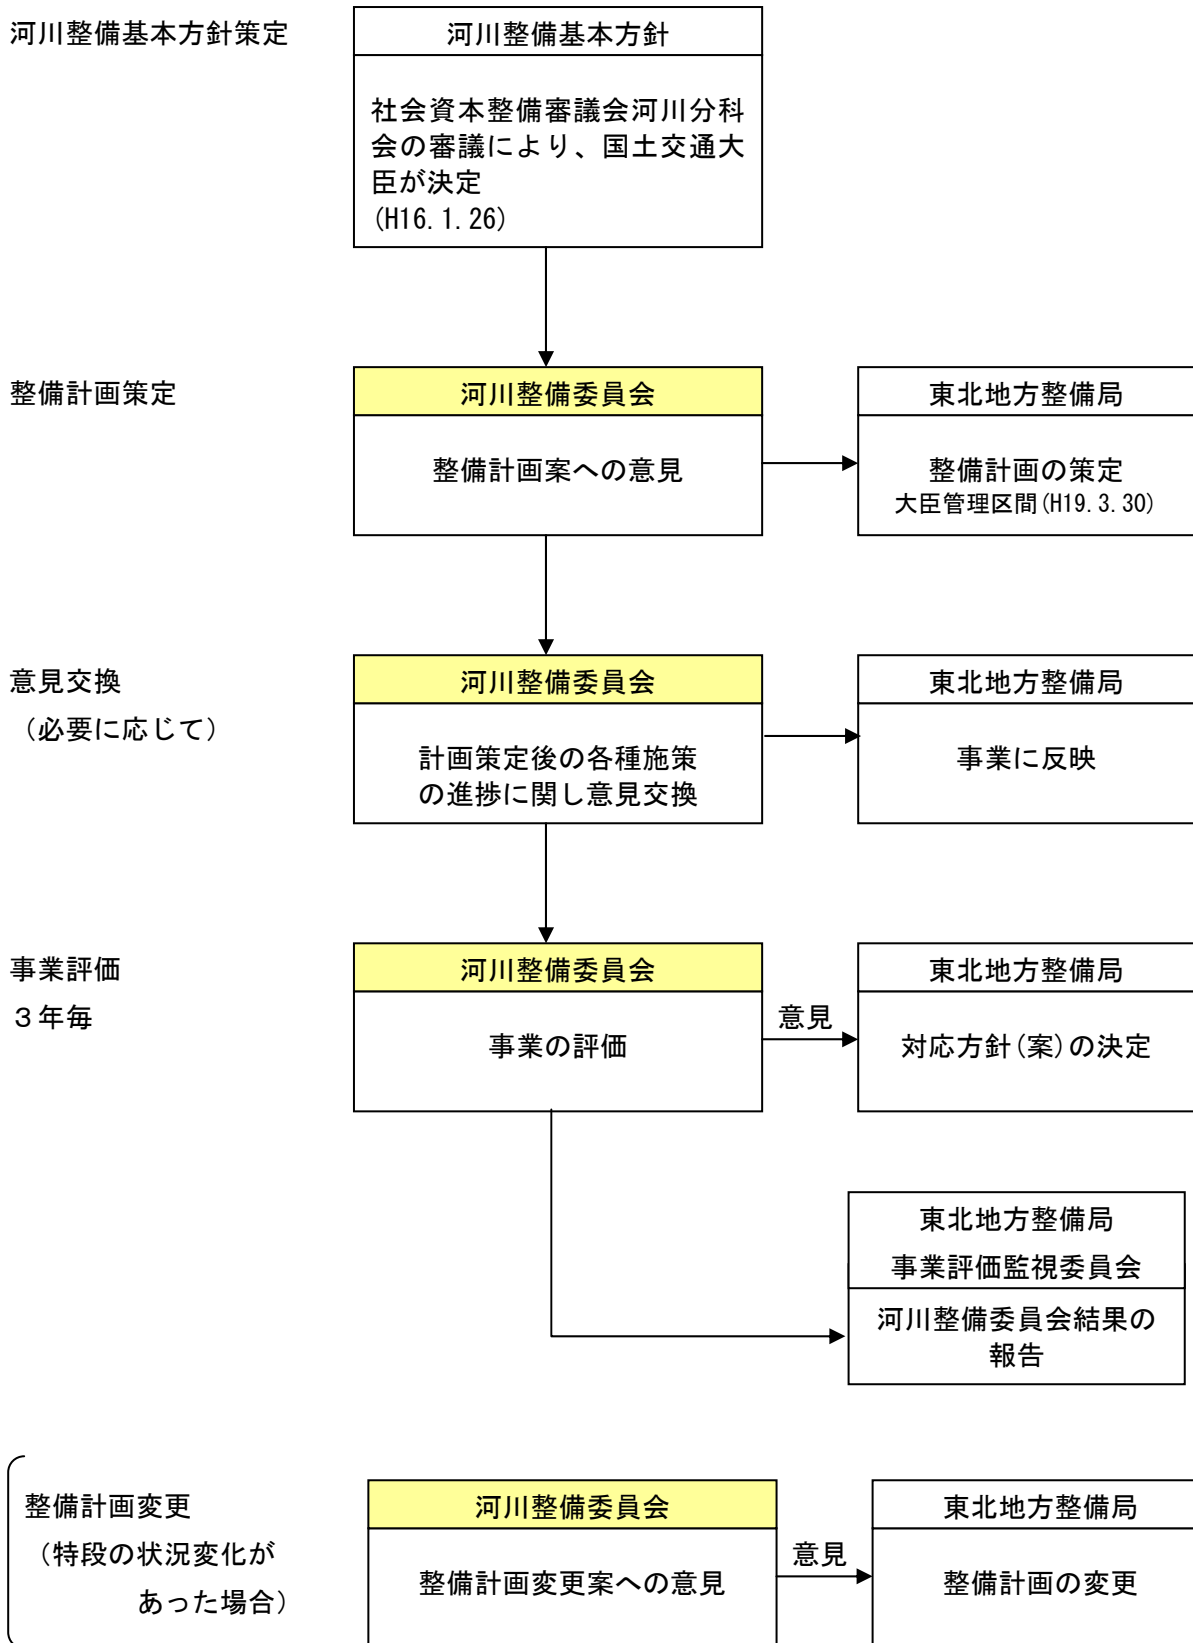 河川整備基本方針策定
河川整備基本方針
社会資本整備審議会河川分科
会の審議により、国土交通大
臣が決定
(H16.1.26)
整備計画策定
河川整備委員会
整備計画案への意見
東北地方整備局
整備計画の策定
大臣管理区間(H19.3.30)
意見交換
（必要に応じて）
河川整備委員会
計画策定後の各種施策
の進捗に関し意見交換
東北地方整備局
事業に反映
事業評価
３年毎
河川整備委員会
事業の評価
意見
東北地方整備局
対応方針(案)の決定
東北地方整備局
事業評価監視委員会
河川整備委員会結果の
報告
整備計画変更
（特段の状況変化が
あった場合）
河川整備委員会
整備計画変更案への意見
意見
東北地方整備局
整備計画の変更